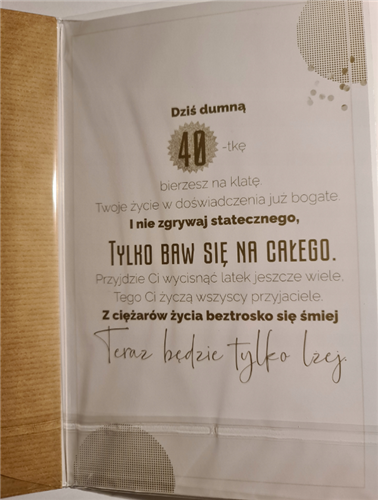 Dziś dumną
40 -tkę
bierzesz na klatę.
Twoje życie w doświadczenia już bogate
I nie zgrywaj statecznego,
TYLKO BAW SIĘ NA CAŁEGO.
Przyjdzie Ci wycisnąć latek jeszcze wiele,
Tego Ci życzą wszyscy przyjaciele.
Z ciężarów życia beztrosko się śmiej
Teraz będzie tylko lżej.